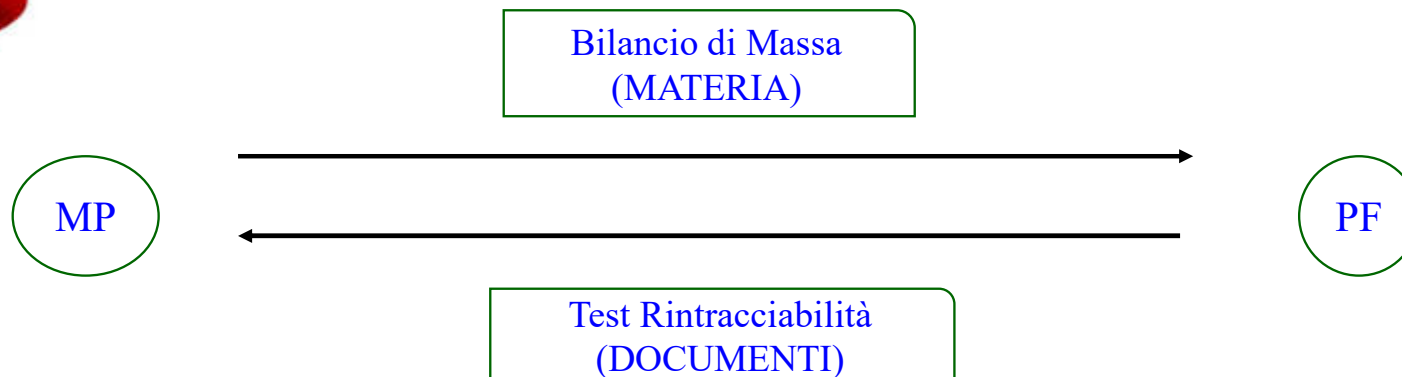 Bilancio di Massa
(MATERIA)
MP
PF
Test Rintracciabilità
(DOCUMENTI)